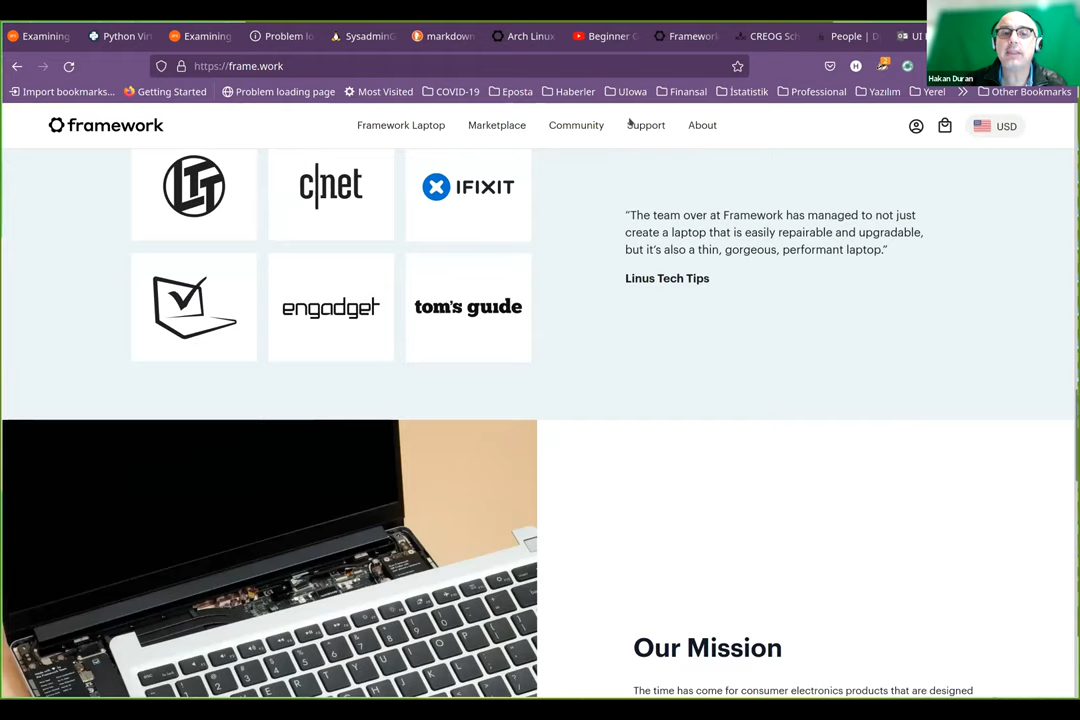 Examining
Python Vir
Examining
Problem lo
Sysadmin
markdown
Arch Linux
Beginner G
Framework
CREOG Sch
People | D
UI
https://frame.work
Hakan Duran
Import bookmarks...
Getting Started
Problem loading page
Most Visited
COVID-19
Eposta
Haberler
UIowa
Finansal
İstatistik
Professional
Yazılım
Yerel
Other Bookmarks
framework
Framework Laptop
Marketplace
Community
Support
About
USD
LTT
c|net
IFIXIT
engadget
tom's guide
“The team over at Framework has managed to not just
create a laptop that is easily repairable and upgradable,
but it’s also a thin, gorgeous, performant laptop.”
Linus Tech Tips
Our Mission
The time has come for consumer electronics products that are designed